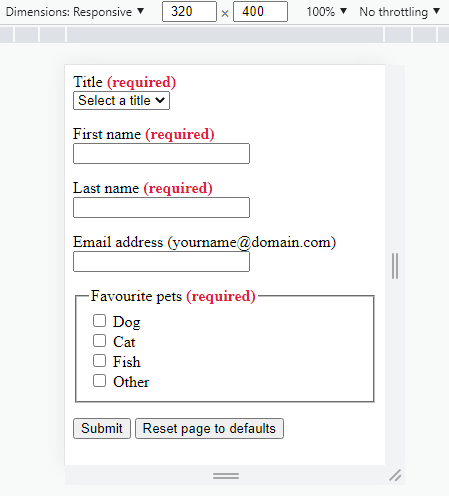 Dimensions: Responsive ▼ 320 × 400 100% ▼ No throttling ▼
Title (required)
Select a title
First name (required)
Last name (required)
Email address (yourname@domain.com)
Favourite pets (required)
Dog
Cat
Fish
Other
Submit Reset page to defaults